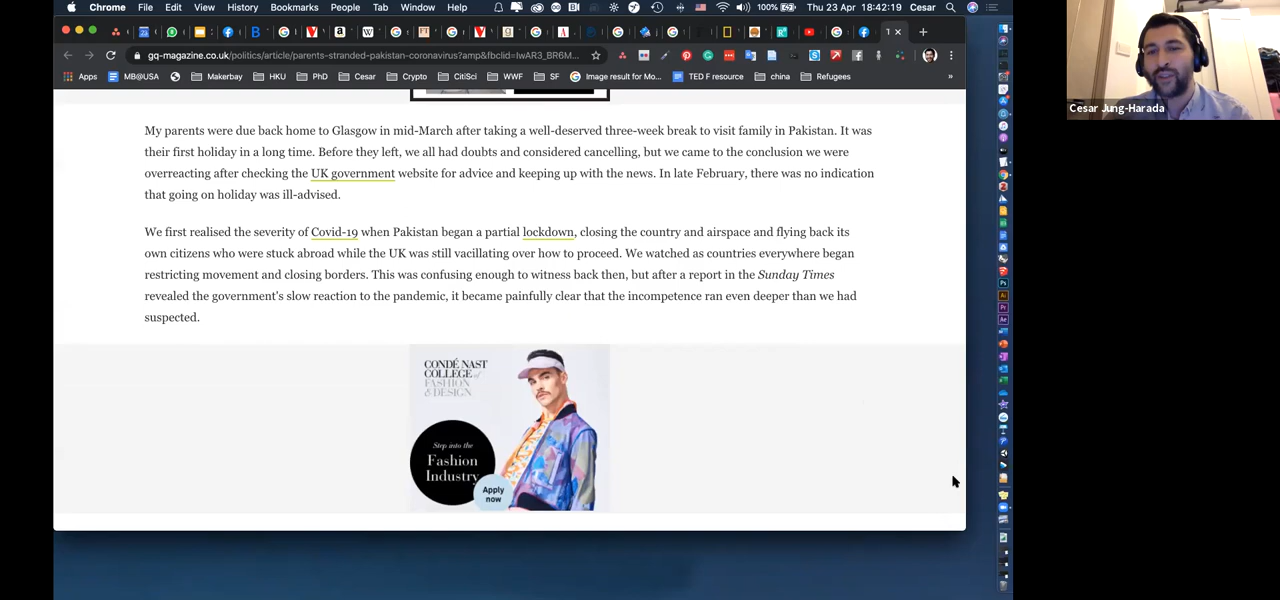 Chrome File Edit View History Bookmarks People Tab Window Help 100% Thu 23 Apr 18:42:19 Cesar
gq-magazine.co.uk/politics/article/parents-stranded-pakistan-coronavirus?amp&fbclid=IwAR3_BR6M...
Apps MB@USA Makerbay HKU PhD Cesar Crypto CitiSci WWF SF Image result for Mo... TED F resource china Refugees »
Cesar Jung-Harada
My parents were due back home to Glasgow in mid-March after taking a well-deserved three-week break to visit family in Pakistan. It was
their first holiday in a long time. Before they left, we all had doubts and considered cancelling, but we came to the conclusion we were
overreacting after checking the UK government website for advice and keeping up with the news. In late February, there was no indication
that going on holiday was ill-advised.
We first realised the severity of Covid-19 when Pakistan began a partial lockdown, closing the country and airspace and flying back its
own citizens who were stuck abroad while the UK was still vacillating over how to proceed. We watched as countries everywhere began
restricting movement and closing borders. This was confusing enough to witness back then, but after a report in the Sunday Times
revealed the government's slow reaction to the pandemic, it became painfully clear that the incompetence ran even deeper than we had
suspected.
CONDÉ NAST
COLLEGE of
FASHION
& DESIGN
Step into the
Fashion
Industry
Apply
now